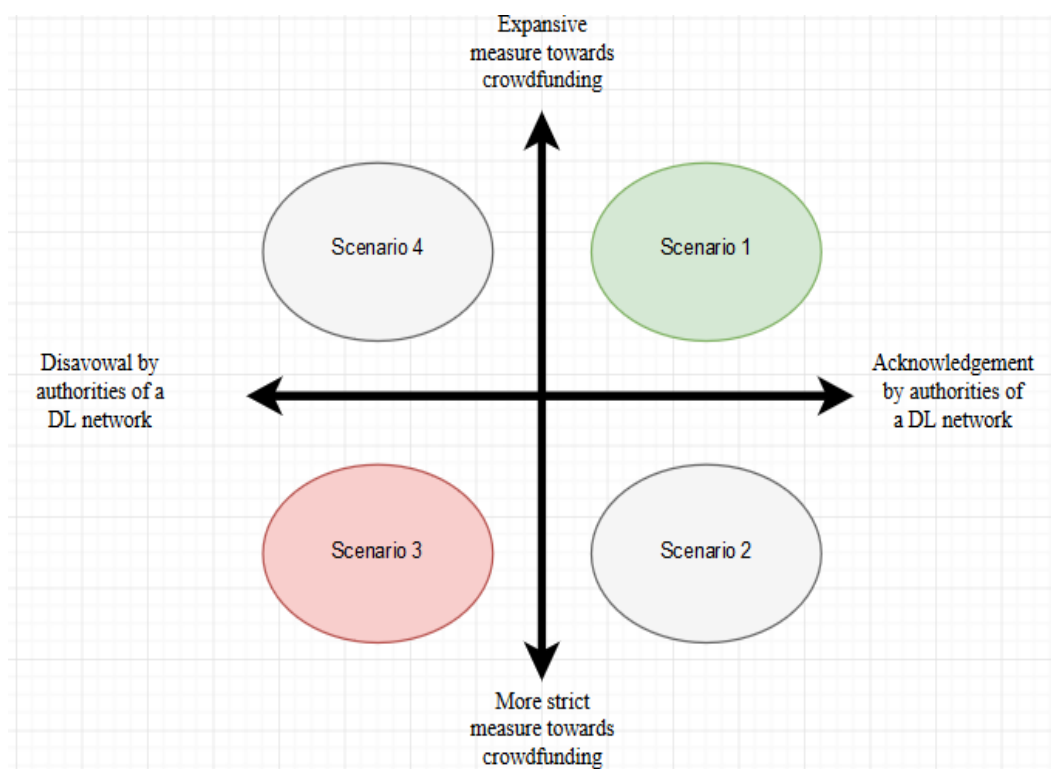 Expansive
measure towards
crowdfunding
Scenario 4
Scenario 1
Disavowal by
authorities of a
DL network
Acknowledgement
by authorities of
a DL network
Scenario 3
Scenario 2
More strict
measure towards
crowdfunding